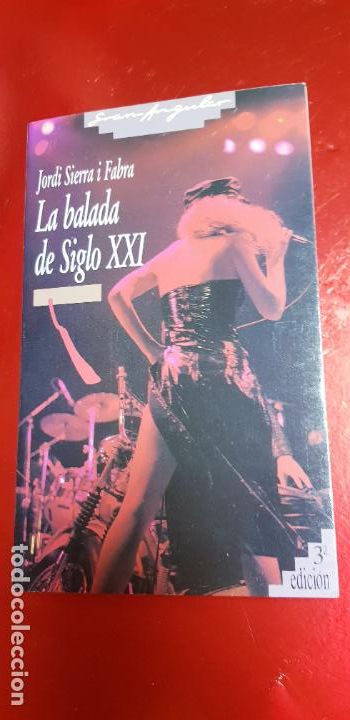 Gran Angular
Jordi Sierra i Fabra
La balada
de Siglo XXI
3ª
edición
todocoleccion